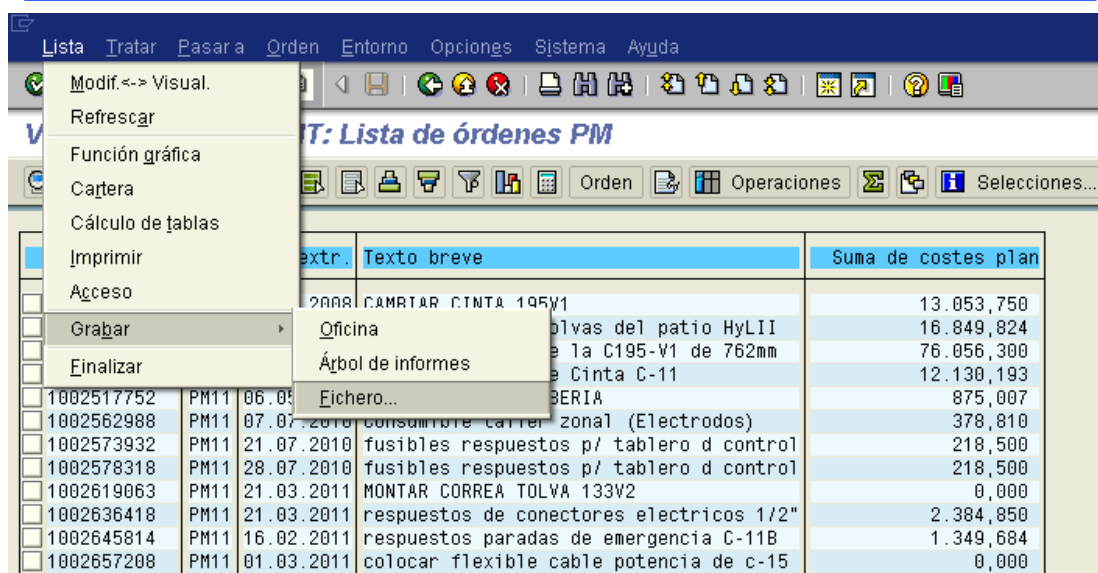 Lista Tratar Pasar a Orden Entorno Opciones Sistema Ayuda
Modif.<-> Visual.
Refrescar
Función gráfica
Cartera
Cálculo de tablas
Imprimir
Acceso
Grabar
Finalizar
Oficina
Árbol de informes
Fichero...
V T: Lista de órdenes PM
Orden Operaciones Selecciones...
extr. Texto breve Suma de costes plan
2008 CAMBIAR CINTA 195V1 13.053,750
olvas del patio HyLII 16.849,824
e la C195-V1 de 762mm 76.056,300
e Cinta C-11 12.130,193
1002517752 PM11 06.05 BERIA 875,007
1002562988 PM11 07.07.2010 Consumible taller zonal (Electrodos) 378,810
1002573932 PM11 21.07.2010 fusibles respuestos p/ tablero d control 218,500
1002578318 PM11 28.07.2010 fusibles respuestos p/ tablero d control 218,500
1002619063 PM11 21.03.2011 MONTAR CORREA TOLVA 133V2 0,000
1002636418 PM11 21.03.2011 respuestos de conectores electricos 1/2" 2.384,850
1002645814 PM11 16.02.2011 respuestos paradas de emergencia C-11B 1.349,684
1002657208 PM11 01.03.2011 colocar flexible cable potencia de c-15 0,000